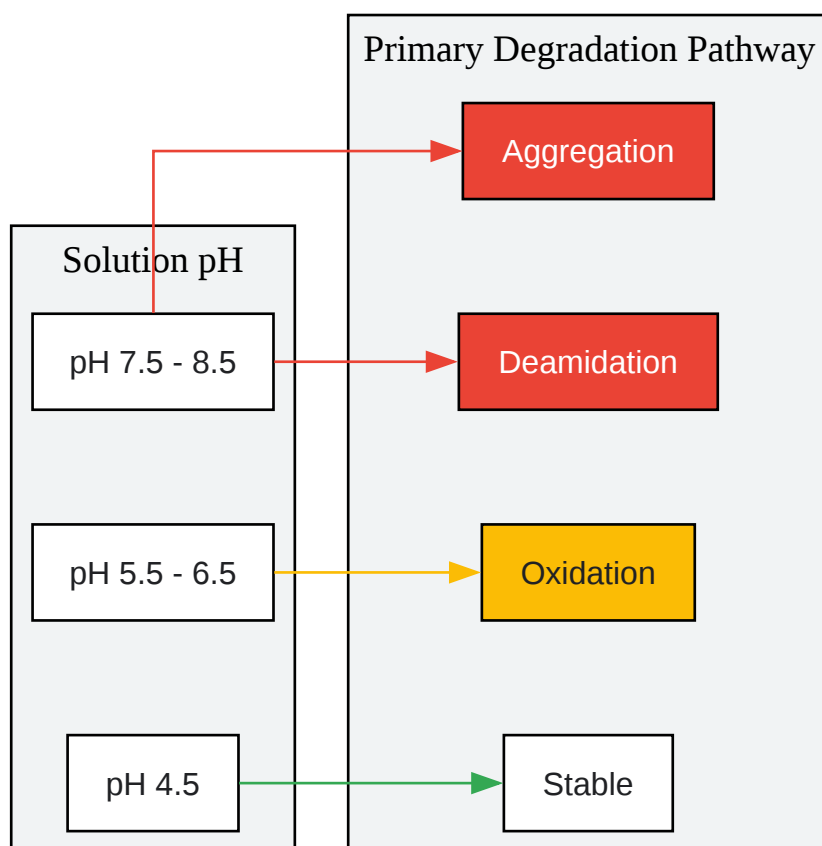 Primary Degradation Pathway
Aggregation
Solution pH
pH 7.5 - 8.5
Deamidation
pH 5.5 - 6.5
Oxidation
pH 4.5
Stable